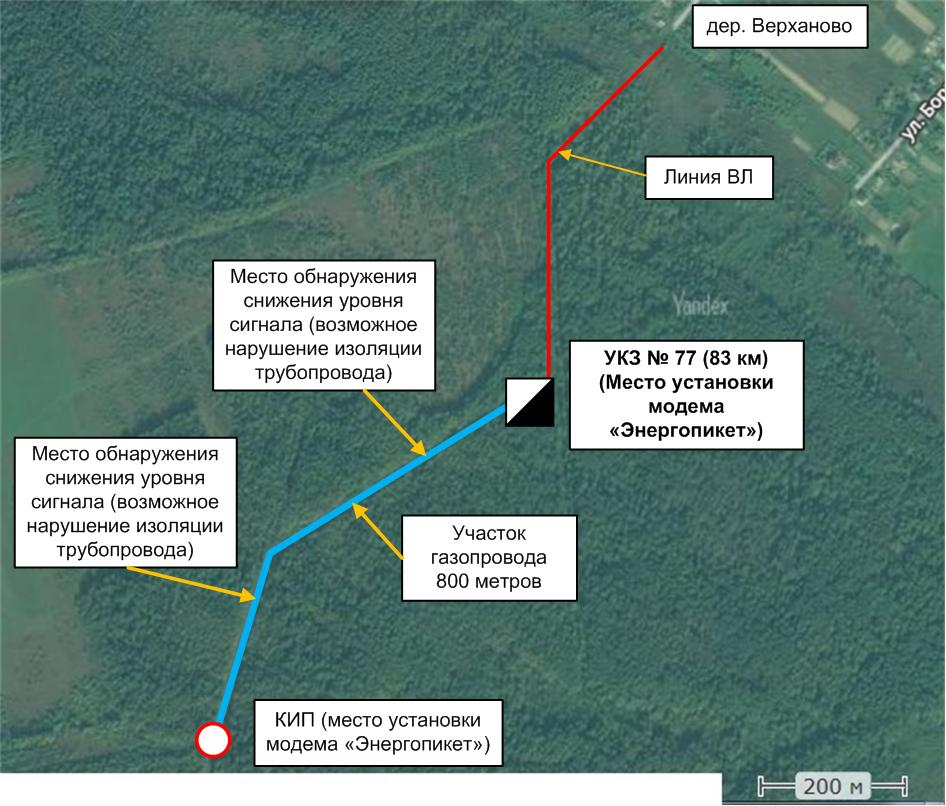 дер. Верханово
ул. Бор
Линия ВЛ
Место обнаружения
снижения уровня
сигнала (возможное
нарушение изоляции
трубопровода)
Yandex
УКЗ № 77 (83 км)
(Место установки
модема
«Энергопикет»)
Место обнаружения
снижения уровня
сигнала (возможное
нарушение изоляции
трубопровода)
Участок
газопровода
800 метров
КИП (место установки
модема «Энергопикет»)
200 м